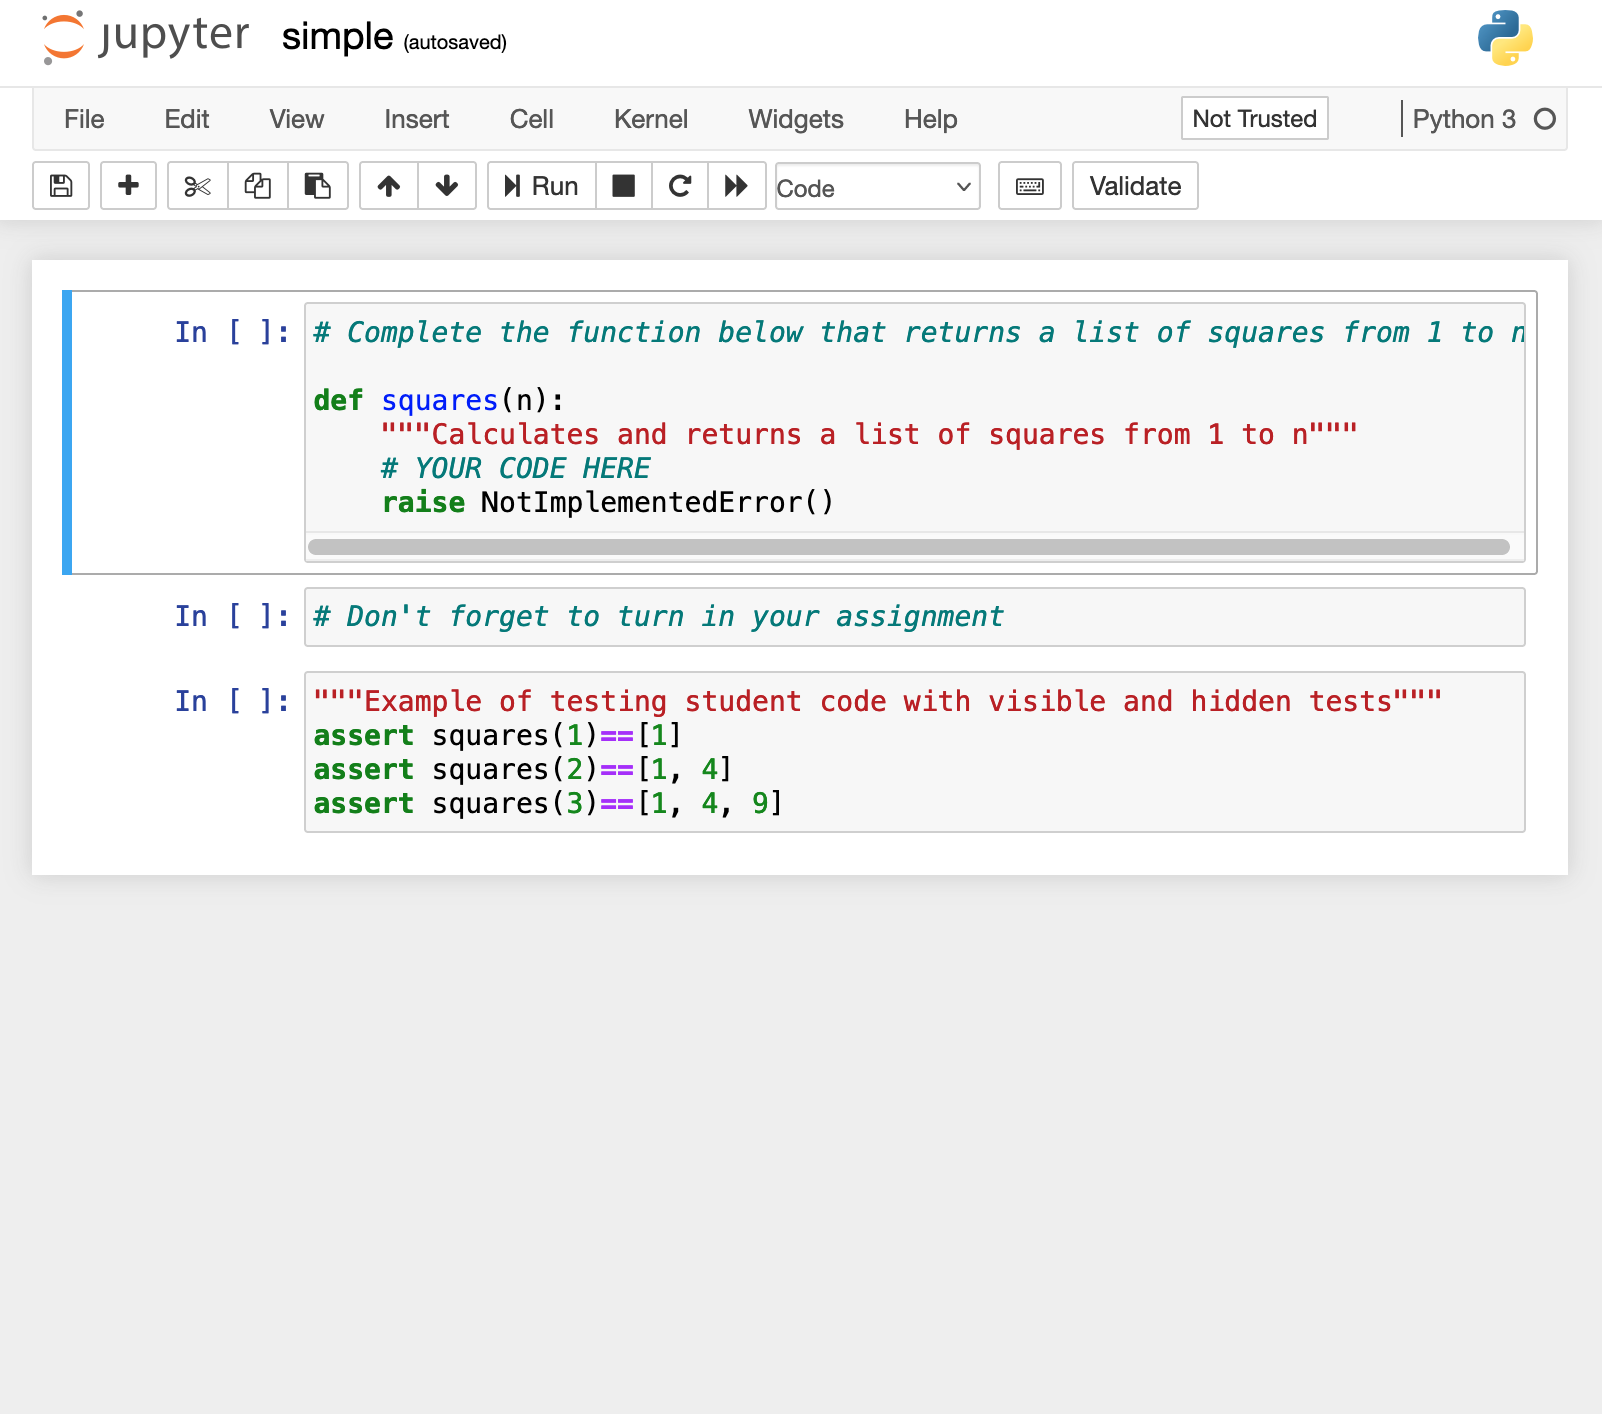 jupyter simple (autosaved)
File Edit View Insert Cell Kernel Widgets Help Not Trusted Python 3
Run Code Validate
In [ ]: # Complete the function below that returns a list of squares from 1 to n
def squares(n):
"""Calculates and returns a list of squares from 1 to n"""
# YOUR CODE HERE
raise NotImplementedError()
In [ ]: # Don't forget to turn in your assignment
In [ ]: """Example of testing student code with visible and hidden tests"""
assert squares(1)==[1]
assert squares(2)==[1, 4]
assert squares(3)==[1, 4, 9]